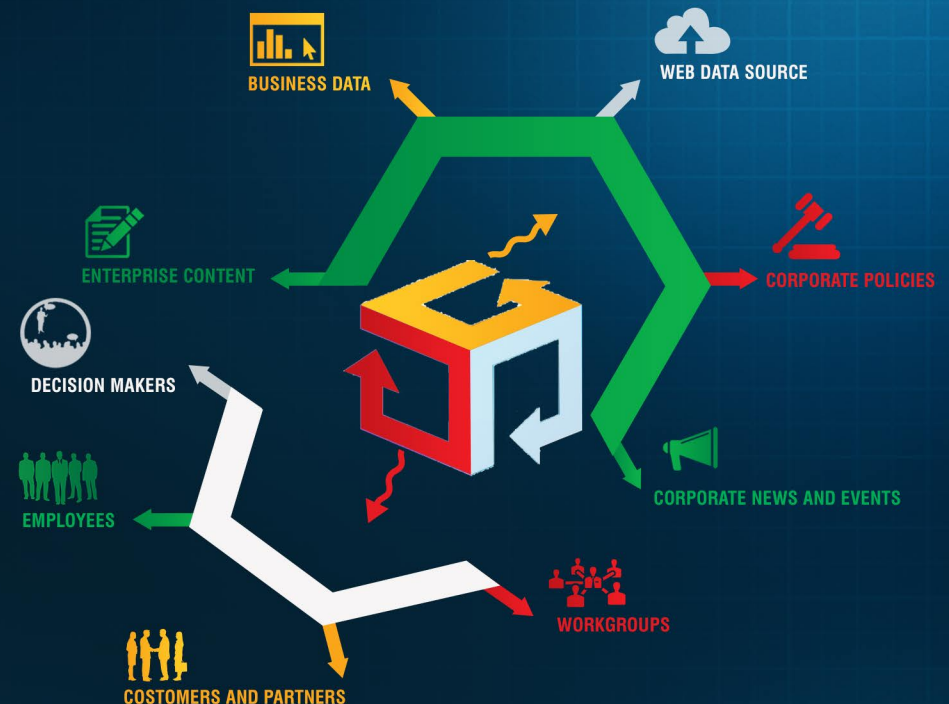 BUSINESS DATA
WEB DATA SOURCE
ENTERPRISE CONTENT
CORPORATE POLICIES
DECISION MAKERS
CORPORATE NEWS AND EVENTS
EMPLOYEES
WORKGROUPS
COSTOMERS AND PARTNERS